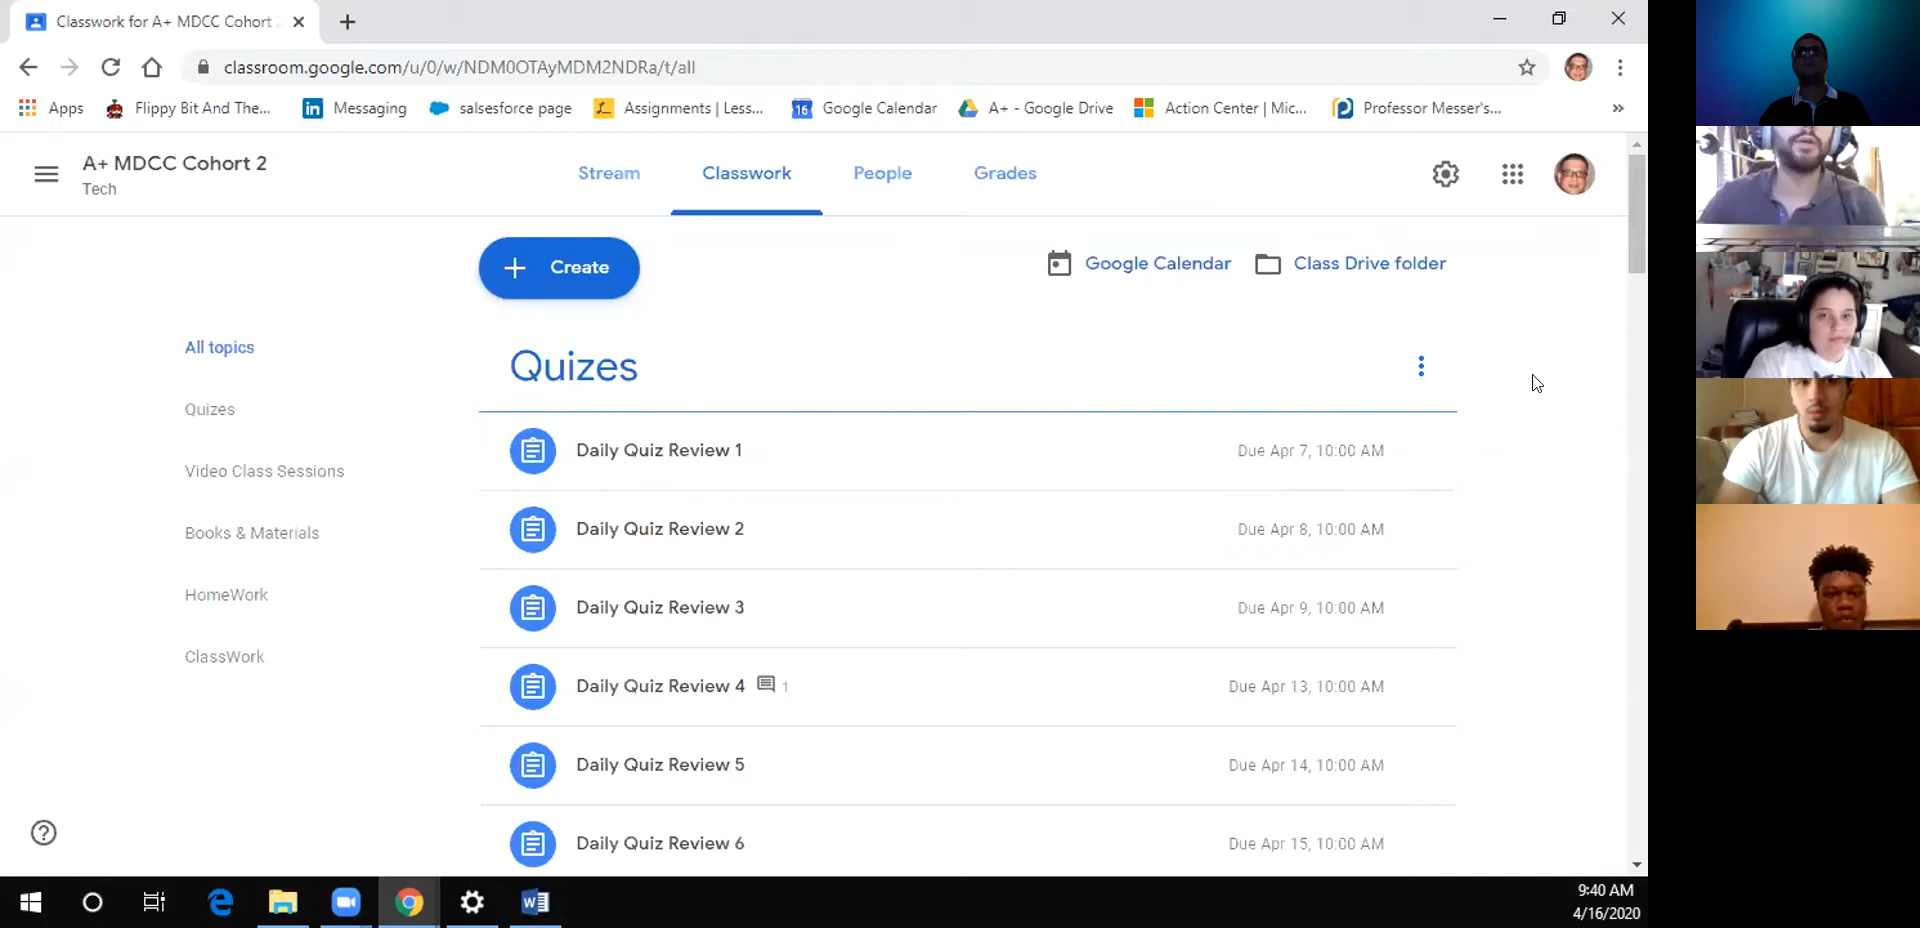 Classwork for A+ MDCC Cohort 2
classroom.google.com/u/0/w/NDM0OTAyMDM2NDRa/t/all
Apps Flippy Bit And The... Messaging salsesforce page Assignments | Less... 16 Google Calendar A+ - Google Drive Action Center | Mic... Professor Messer's... »
A+ MDCC Cohort 2
Tech
Stream Classwork People Grades
+ Create
Google Calendar Class Drive folder
All topics
Quizes
Video Class Sessions
Books & Materials
HomeWork
ClassWork
Quizes
Daily Quiz Review 1 Due Apr 7, 10:00 AM
Daily Quiz Review 2 Due Apr 8, 10:00 AM
Daily Quiz Review 3 Due Apr 9, 10:00 AM
Daily Quiz Review 4 1 Due Apr 13, 10:00 AM
Daily Quiz Review 5 Due Apr 14, 10:00 AM
Daily Quiz Review 6 Due Apr 15, 10:00 AM
9:40 AM
4/16/2020